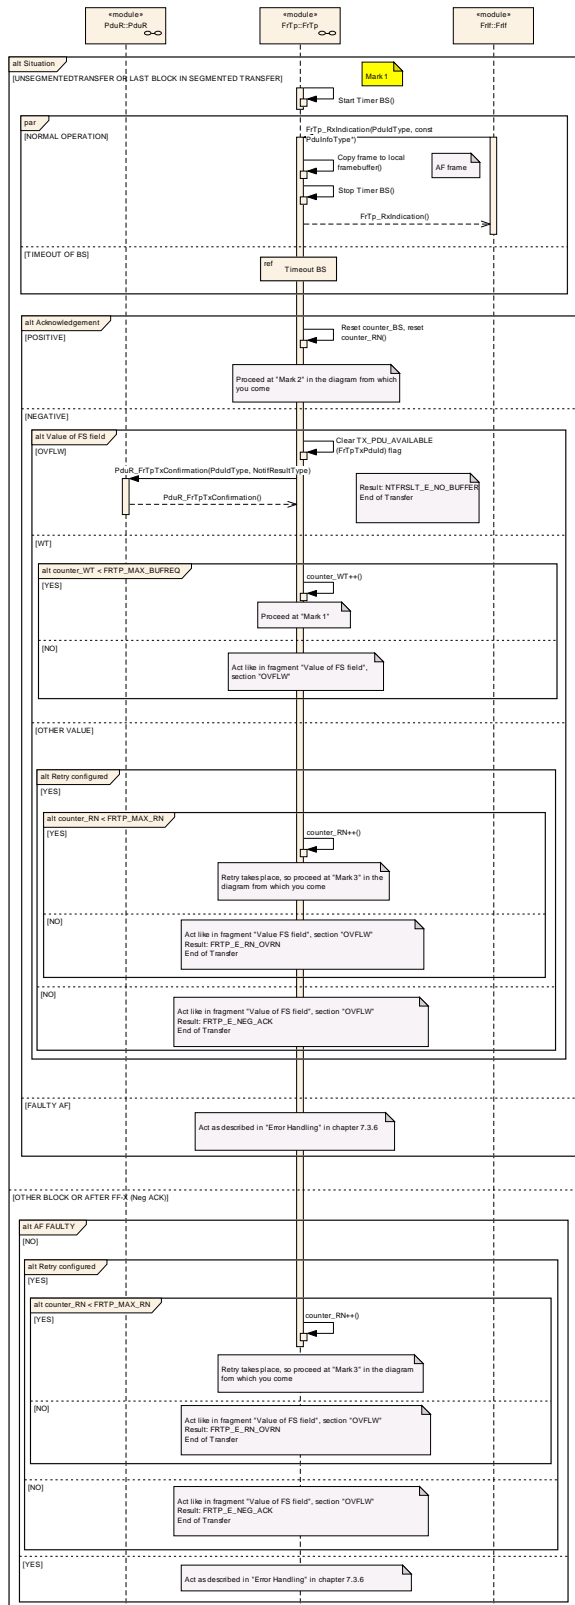 «module»
PduR::PduR
«module»
FrTp::FrTp
«module»
FrIf::FrIf
alt Situation
[UNSEGMENTEDTRANSFER OR LAST BLOCK IN SEGMENTED TRANSFER]
Mark1
Start Timer BS()
par
[NORMAL OPERATION]
FrTp_RxIndication(PduIdType, const
PduInfoType*)
Copy frame to local
framebuffer()
AF frame
Stop Timer BS()
FrTp_RxIndication()
[TIMEOUT OF BS]
ref
Timeout BS
alt Acknowledgement
[POSITIVE]
Reset counter_BS, reset
counter_RN()
Proceed at "Mark2" in the diagram from which
you come
[NEGATIVE]
alt Value of FS field
[OVFLW]
Clear TX_PDU_AVAILABLE
(FrTpTxPduId) flag
PduR_FrTpTxConfirmation(PduIdType, NotifResultType)
PduR_FrTpTxConfirmation()
Result: NTFRSLT_E_NO_BUFFER
End of Transfer
[WT]
alt counter_WT < FRTP_MAX_BUFREQ
[YES]
counter_WT++()
Proceed at "Mark1"
[NO]
Act like in fragment "Value of FS field",
section "OVFLW"
[OTHER VALUE]
alt Retry configured
[YES]
alt counter_RN < FRTP_MAX_RN
[YES]
counter_RN++()
Retry takes place, so proceed at "Mark3" in the
diagram from which you come
[NO]
Act like in fragment "Value FS field", section "OVFLW"
Result: FRTP_E_RN_OVRN
End of Transfer
[NO]
Act like in fragment "Value of FS field", section "OVFLW"
Result: FRTP_E_NEG_ACK
End of Transfer
[FAULTY AF]
Act as described in "Error Handling" in chapter 7.3.6
[OTHER BLOCK OR AFTER FF-X (Neg ACK)]
alt AF FAULTY
[NO]
alt Retry configured
[YES]
alt counter_RN < FRTP_MAX_RN
[YES]
counter_RN++()
Retry takes place, so proceed at "Mark3" in the diagram
fom which you come
[NO]
Act like in fragment "Value of FS field", section "OVFLW"
Result: FRTP_E_RN_OVRN
End of Transfer
[NO]
Act like in fragment "Value of FS field", section "OVFLW"
Result: FRTP_E_NEG_ACK
End of Transfer
[YES]
Act as described in "Error Handling" in chapter 7.3.6